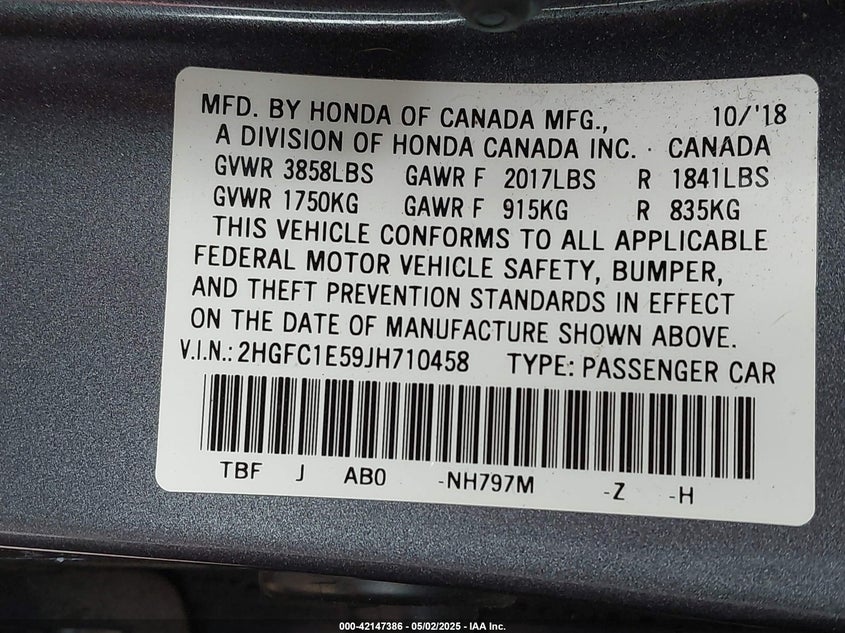 MFD. BY HONDA OF CANADA MFG., 10/'18
A DIVISION OF HONDA CANADA INC. · CANADA
GVWR 3858LBS GAWR F 2017LBS R 1841LBS
GVWR 1750KG GAWR F 915KG R 835KG
THIS VEHICLE CONFORMS TO ALL APPLICABLE
FEDERAL MOTOR VEHICLE SAFETY, BUMPER,
AND THEFT PREVENTION STANDARDS IN EFFECT
ON THE DATE OF MANUFACTURE SHOWN ABOVE.
V.I.N.: 2HGFC1E59JH710458 TYPE: PASSENGER CAR
TBF J AB0 -NH797M -Z -H
000-42147386 - 05/02/2025 - IAA Inc.